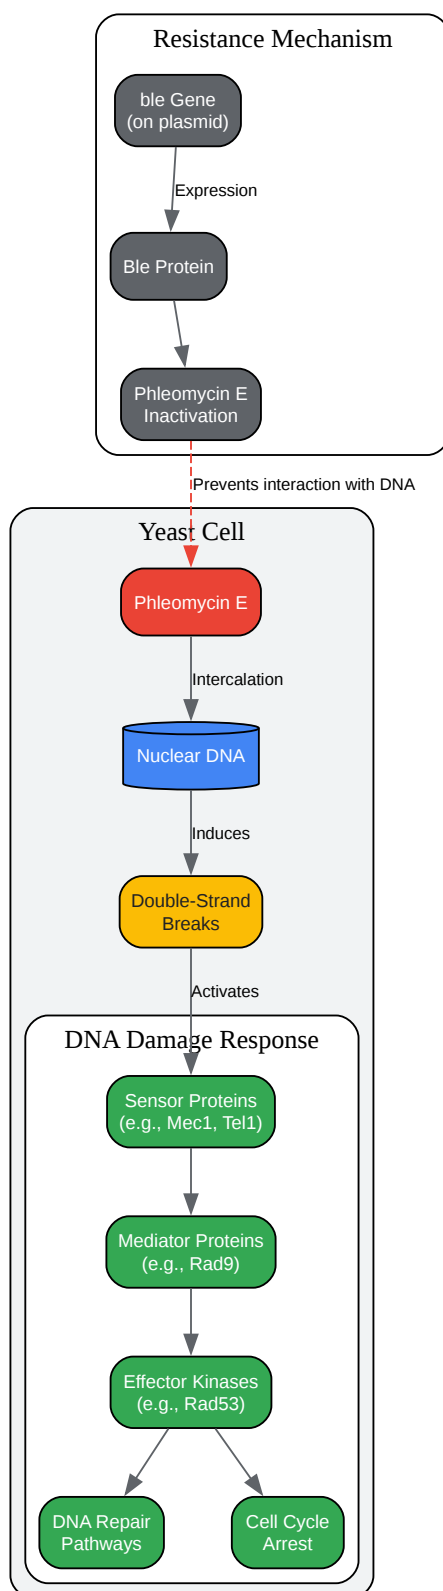 Resistance Mechanism
ble Gene
(on plasmid)
Expression
Ble Protein
Phleomycin E
Inactivation
Prevents interaction with DNA
Yeast Cell
Phleomycin E
Intercalation
Nuclear DNA
Induces
Double-Strand
Breaks
Activates
DNA Damage Response
Sensor Proteins
(e.g., Mec1, Tel1)
Mediator Proteins
(e.g., Rad9)
Effector Kinases
(e.g., Rad53)
DNA Repair
Pathways
Cell Cycle
Arrest